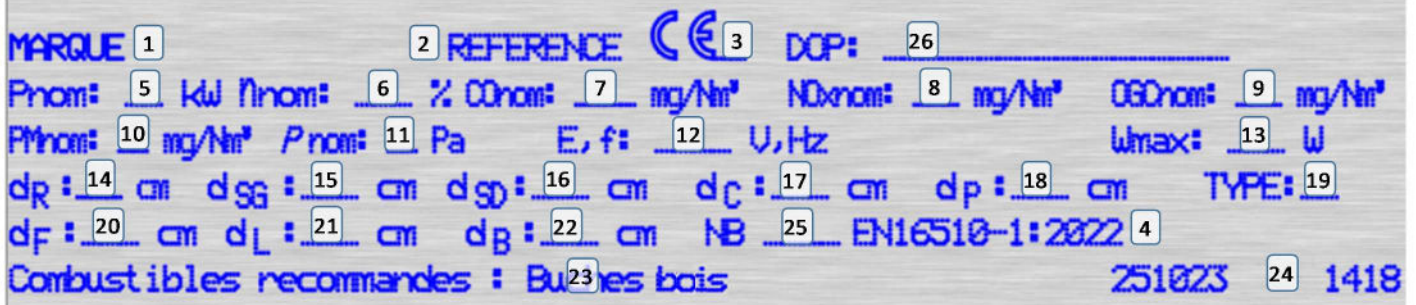 MARQUE 1 2 REFERENCE CE 3 DOP: 26
Pnom: 5 kW ηnom: 6 % COnom: 7 mg/Nm³ NOxnom: 8 mg/Nm³ OGCnom: 9 mg/Nm³
PMnom: 10 mg/Nm³ Pnom: 11 Pa E,f: 12 V,Hz Wmax: 13 W
dR : 14 cm dSG : 15 cm dSD: 16 cm dC : 17 cm dP : 18 cm TYPE: 19
dF : 20 cm dL : 21 cm dB : 22 cm NB 25 EN16510-1:2022 4
Combustibles recommandes : 23 bois 251023 24 1418